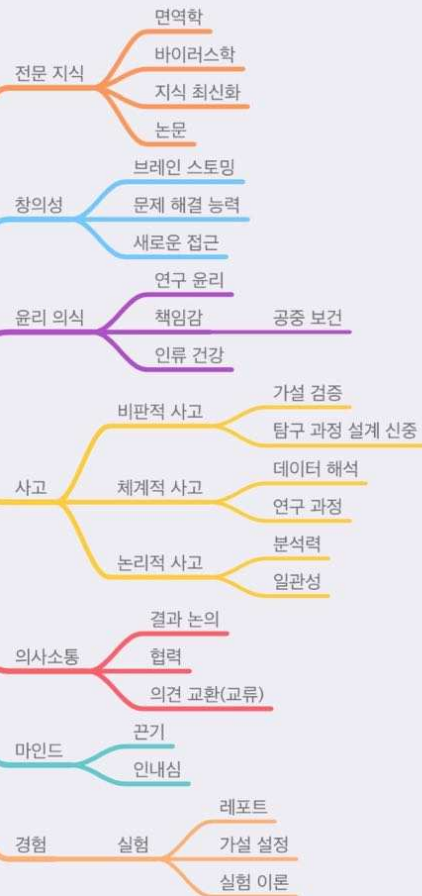 전문 지식
면역학
바이러스학
지식 최신화
논문
창의성
브레인 스토밍
문제 해결 능력
새로운 접근
윤리 의식
연구 윤리
책임감
공중 보건
인류 건강
사고
비판적 사고
가설 검증
탐구 과정 설계 신중
체계적 사고
데이터 해석
연구 과정
논리적 사고
분석력
일관성
의사소통
결과 논의
협력
의견 교환(교류)
마인드
끈기
인내심
경험
실험
레포트
가설 설정
실험 이론